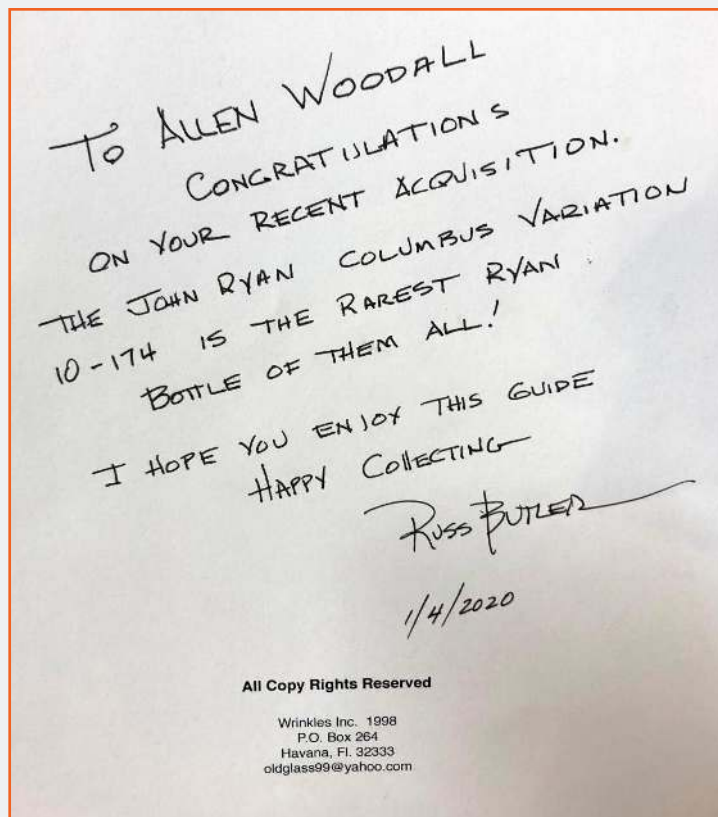 TO ALLEN WOODALL
CONGRATULATIONS
ON YOUR RECENT ACQUISITION.
THE JOHN RYAN COLUMBUS VARIATION
10-174 IS THE RAREST RYAN
BOTTLE OF THEM ALL!
I HOPE YOU ENJOY THIS GUIDE
HAPPY COLLECTING
RUSS BUTLER
1/4/2020
All Copy Rights Reserved
Wrinkles Inc. 1998
P.O. Box 264
Havana, Fl. 32333
oldglass99@yahoo.com